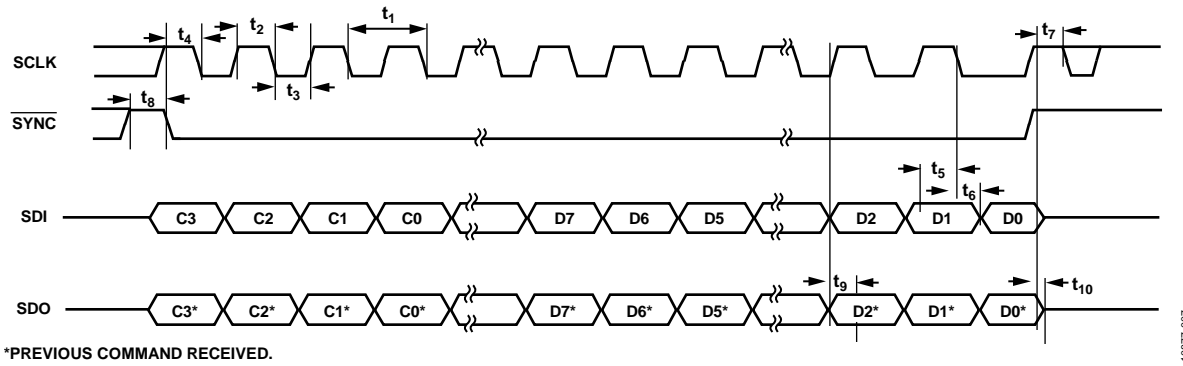 t4 t2 t1 t7
SCLK
t3
t8
SYNC
t5
t6
SDI C3 C2 C1 C0 D7 D6 D5 D2 D1 D0
t9
t10
SDO C3* C2* C1* C0* D7* D6* D5* D2* D1* D0*
*PREVIOUS COMMAND RECEIVED.